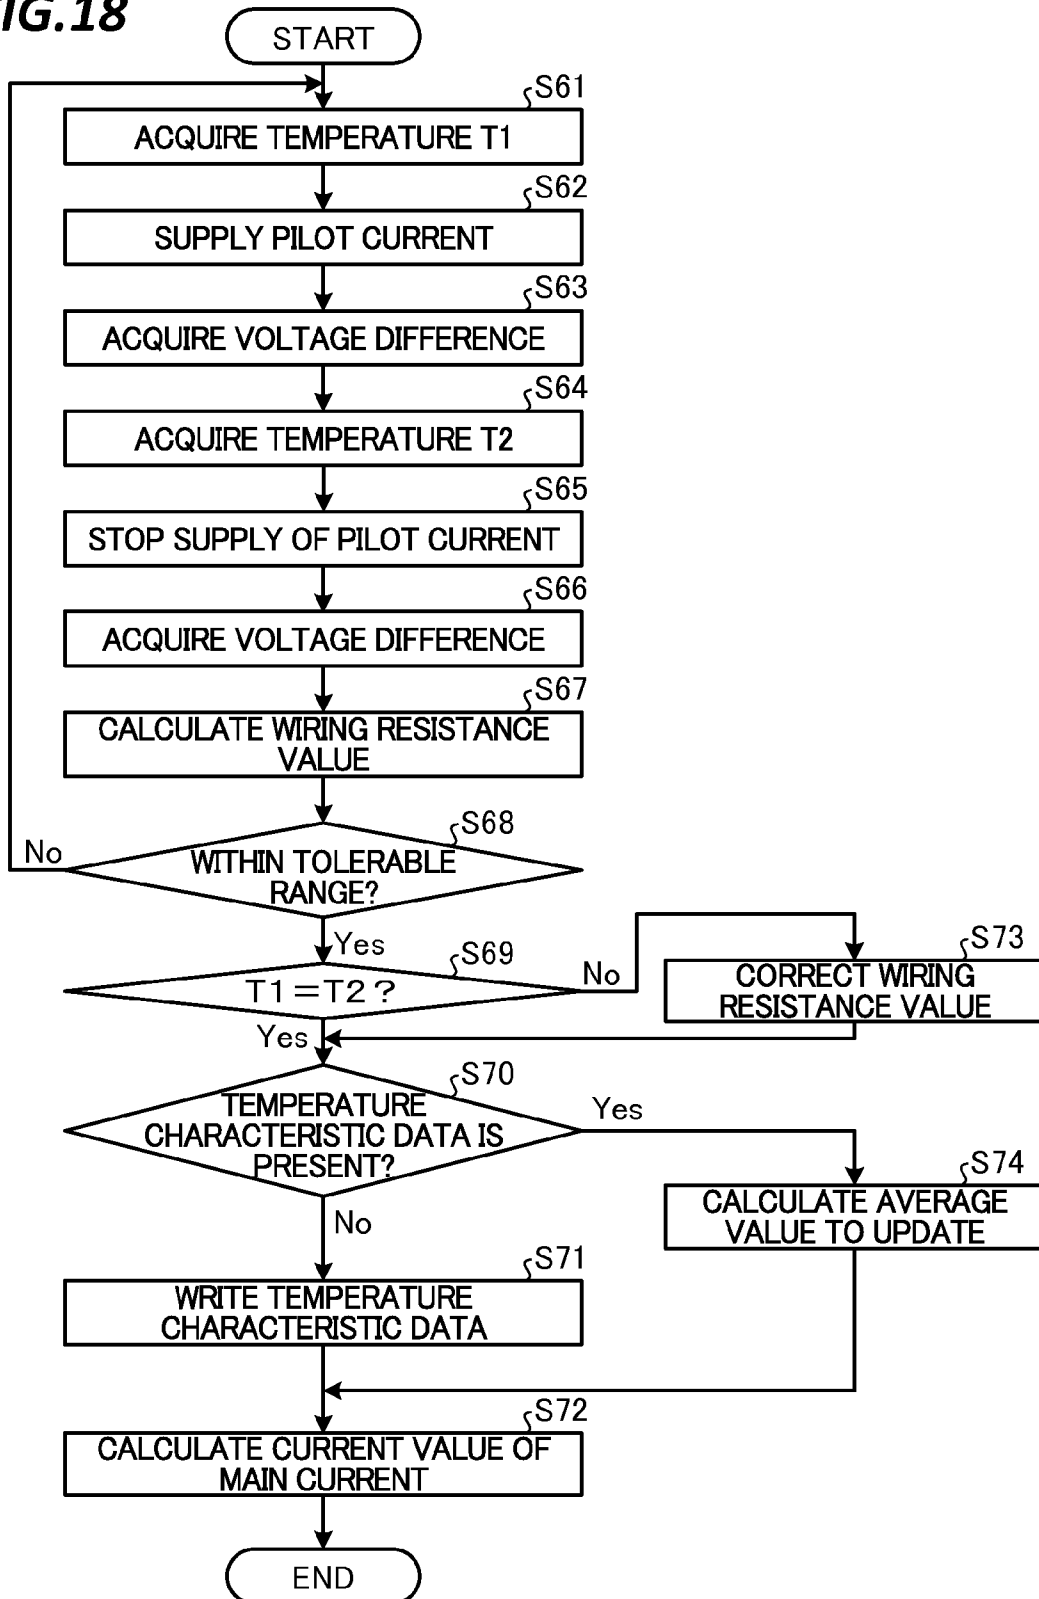 FIG.18
START
S61
ACQUIRE TEMPERATURE T1
S62
SUPPLY PILOT CURRENT
S63
ACQUIRE VOLTAGE DIFFERENCE
S64
ACQUIRE TEMPERATURE T2
S65
STOP SUPPLY OF PILOT CURRENT
S66
ACQUIRE VOLTAGE DIFFERENCE
S67
CALCULATE WIRING RESISTANCE
VALUE
S68
No
WITHIN TOLERABLE
RANGE?
Yes
S69
T1=T2?
No
S73
CORRECT WIRING
RESISTANCE VALUE
Yes
S70
TEMPERATURE
CHARACTERISTIC DATA IS
PRESENT?
Yes
S74
CALCULATE AVERAGE
VALUE TO UPDATE
No
S71
WRITE TEMPERATURE
CHARACTERISTIC DATA
S72
CALCULATE CURRENT VALUE OF
MAIN CURRENT
END